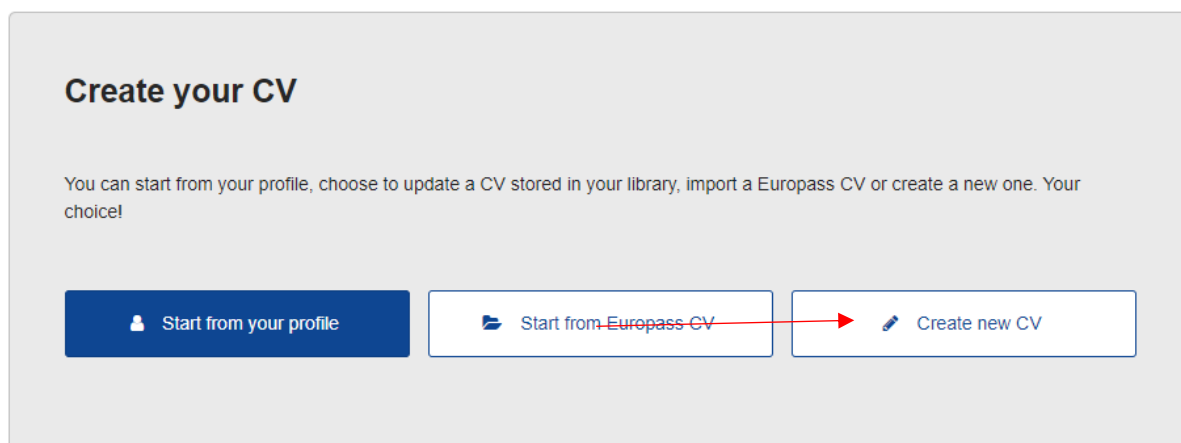 Create your CV
You can start from your profile, choose to update a CV stored in your library, import a Europass CV or create a new one. Your
choice!
Start from your profile
Start from Europass CV
Create new CV